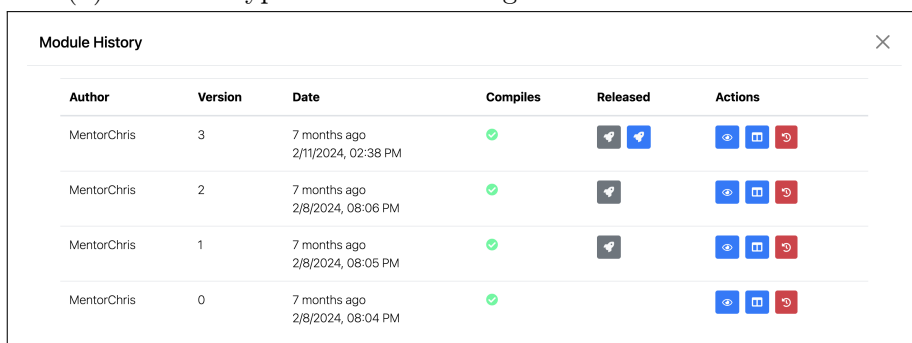 Module History
Author Version Date Compiles Released Actions
MentorChris 3 7 months ago
2/11/2024, 02:38 PM
MentorChris 2 7 months ago
2/8/2024, 08:06 PM
MentorChris 1 7 months ago
2/8/2024, 08:05 PM
MentorChris 0 7 months ago
2/8/2024, 08:04 PM